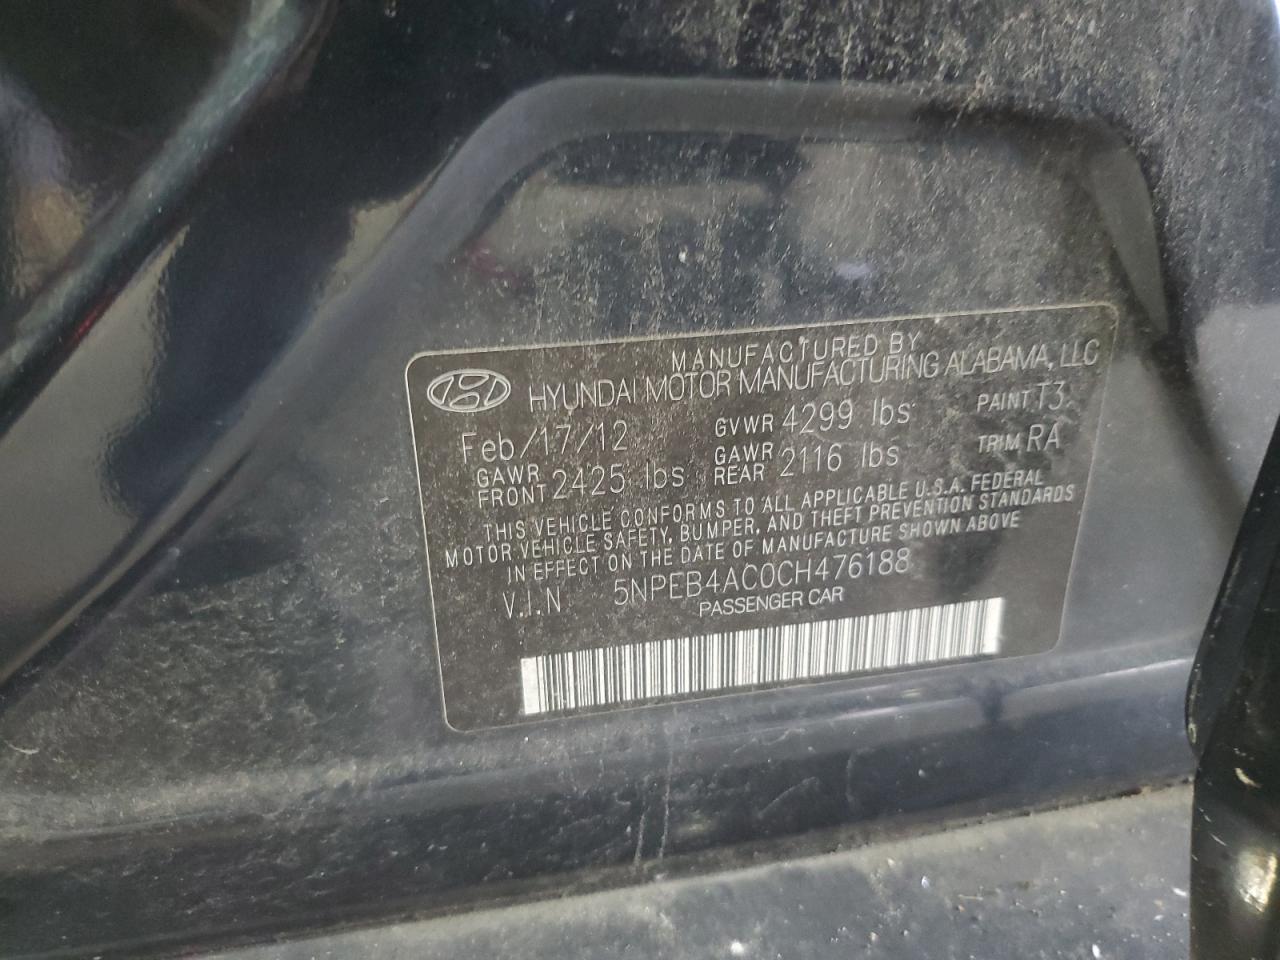 MANUFACTURED BY
HYUNDAI MOTOR MANUFACTURING ALABAMA, LLC
Feb/17/12 GVWR 4299 lbs PAINT T3
GAWR FRONT 2425 lbs GAWR REAR 2116 lbs TRIM RA
THIS VEHICLE CONFORMS TO ALL APPLICABLE U.S.A. FEDERAL
MOTOR VEHICLE SAFETY, BUMPER, AND THEFT PREVENTION STANDARDS
IN EFFECT ON THE DATE OF MANUFACTURE SHOWN ABOVE
V.I.N 5NPEB4AC0CH476188
PASSENGER CAR